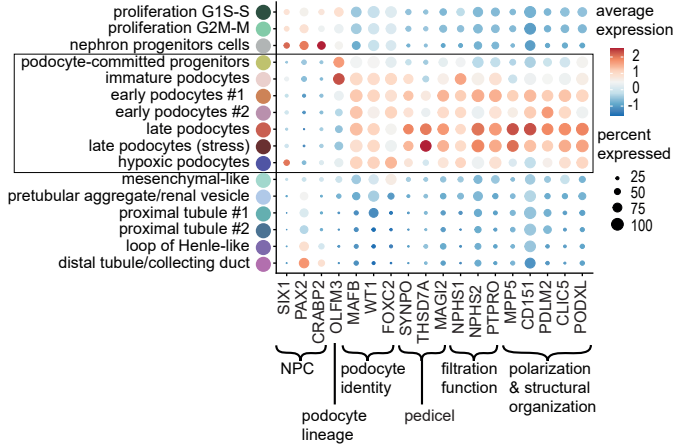 proliferation G1S-S
proliferation G2M-M
nephron progenitors cells
podocyte-committed progenitors
immature podocytes
early podocytes #1
early podocytes #2
late podocytes
late podocytes (stress)
hypoxic podocytes
mesenchymal-like
pretubular aggregate/renal vesicle
proximal tubule #1
proximal tubule #2
loop of Henle-like
distal tubule/collecting duct
average
expression
2
1
0
-1
percent
expressed
25
50
75
100
SIX1
PAX2
CRABP2
OLFM3
MAFB
WT1
FOXC2
SYNPO
THSD7A
MAGI2
NPHS1
NPHS2
PTPRO
MPP5
CD151
PDLM2
CLIC5
PODXL
NPC
podocyte
lineage
podocyte
identity
pedicel
filtration
function
polarization
& structural
organization